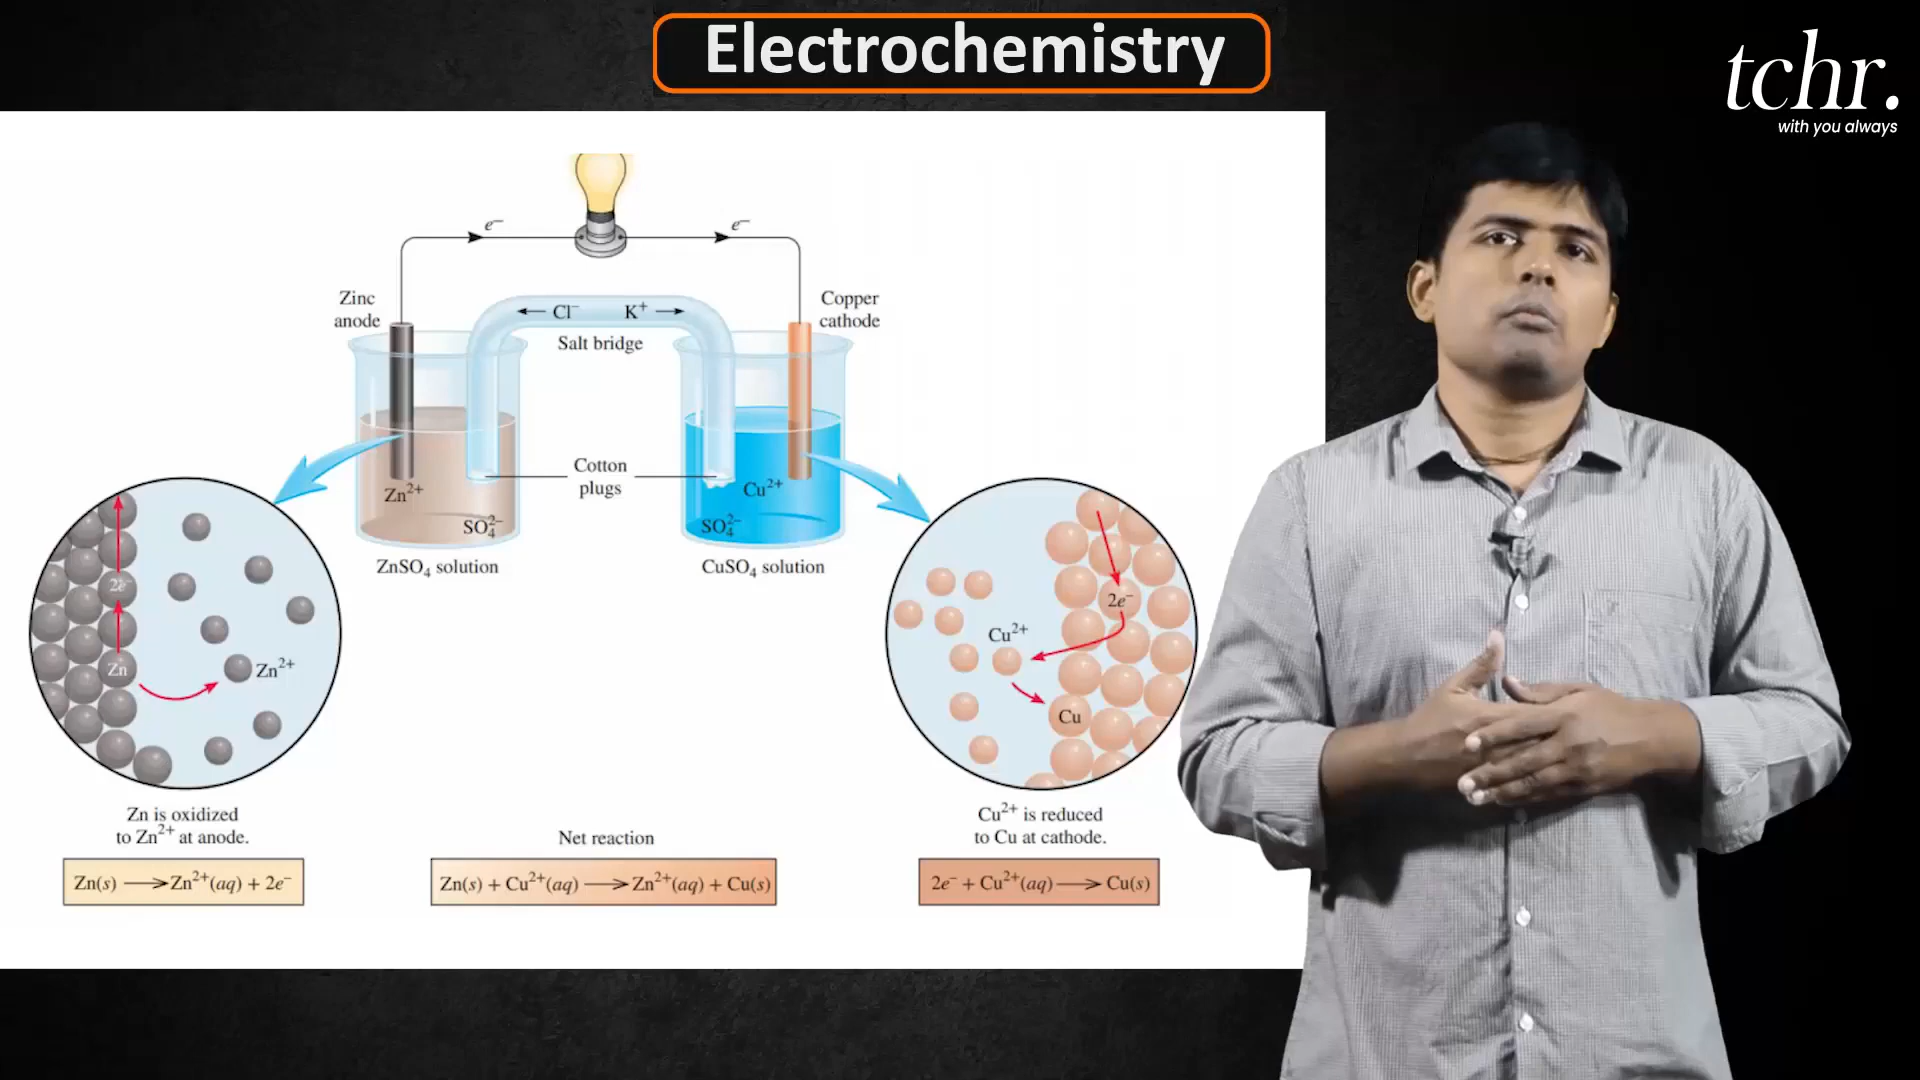 Electrochemistry
tchr.
with you always
e⁻
e⁻
Zinc
anode
Cl⁻
K⁺
Salt bridge
Copper
cathode
Cotton
plugs
Zn²⁺
SO₄²⁻
Cu²⁺
SO₄²⁻
ZnSO₄ solution
CuSO₄ solution
2e⁻
Zn
Zn²⁺
2e⁻
Cu²⁺
Cu
Zn is oxidized
to Zn²⁺ at anode.
Zn(s) ⟶ Zn²⁺(aq) + 2e⁻
Net reaction
Zn(s) + Cu²⁺(aq) ⟶ Zn²⁺(aq) + Cu(s)
Cu²⁺ is reduced
to Cu at cathode.
2e⁻ + Cu²⁺(aq) ⟶ Cu(s)